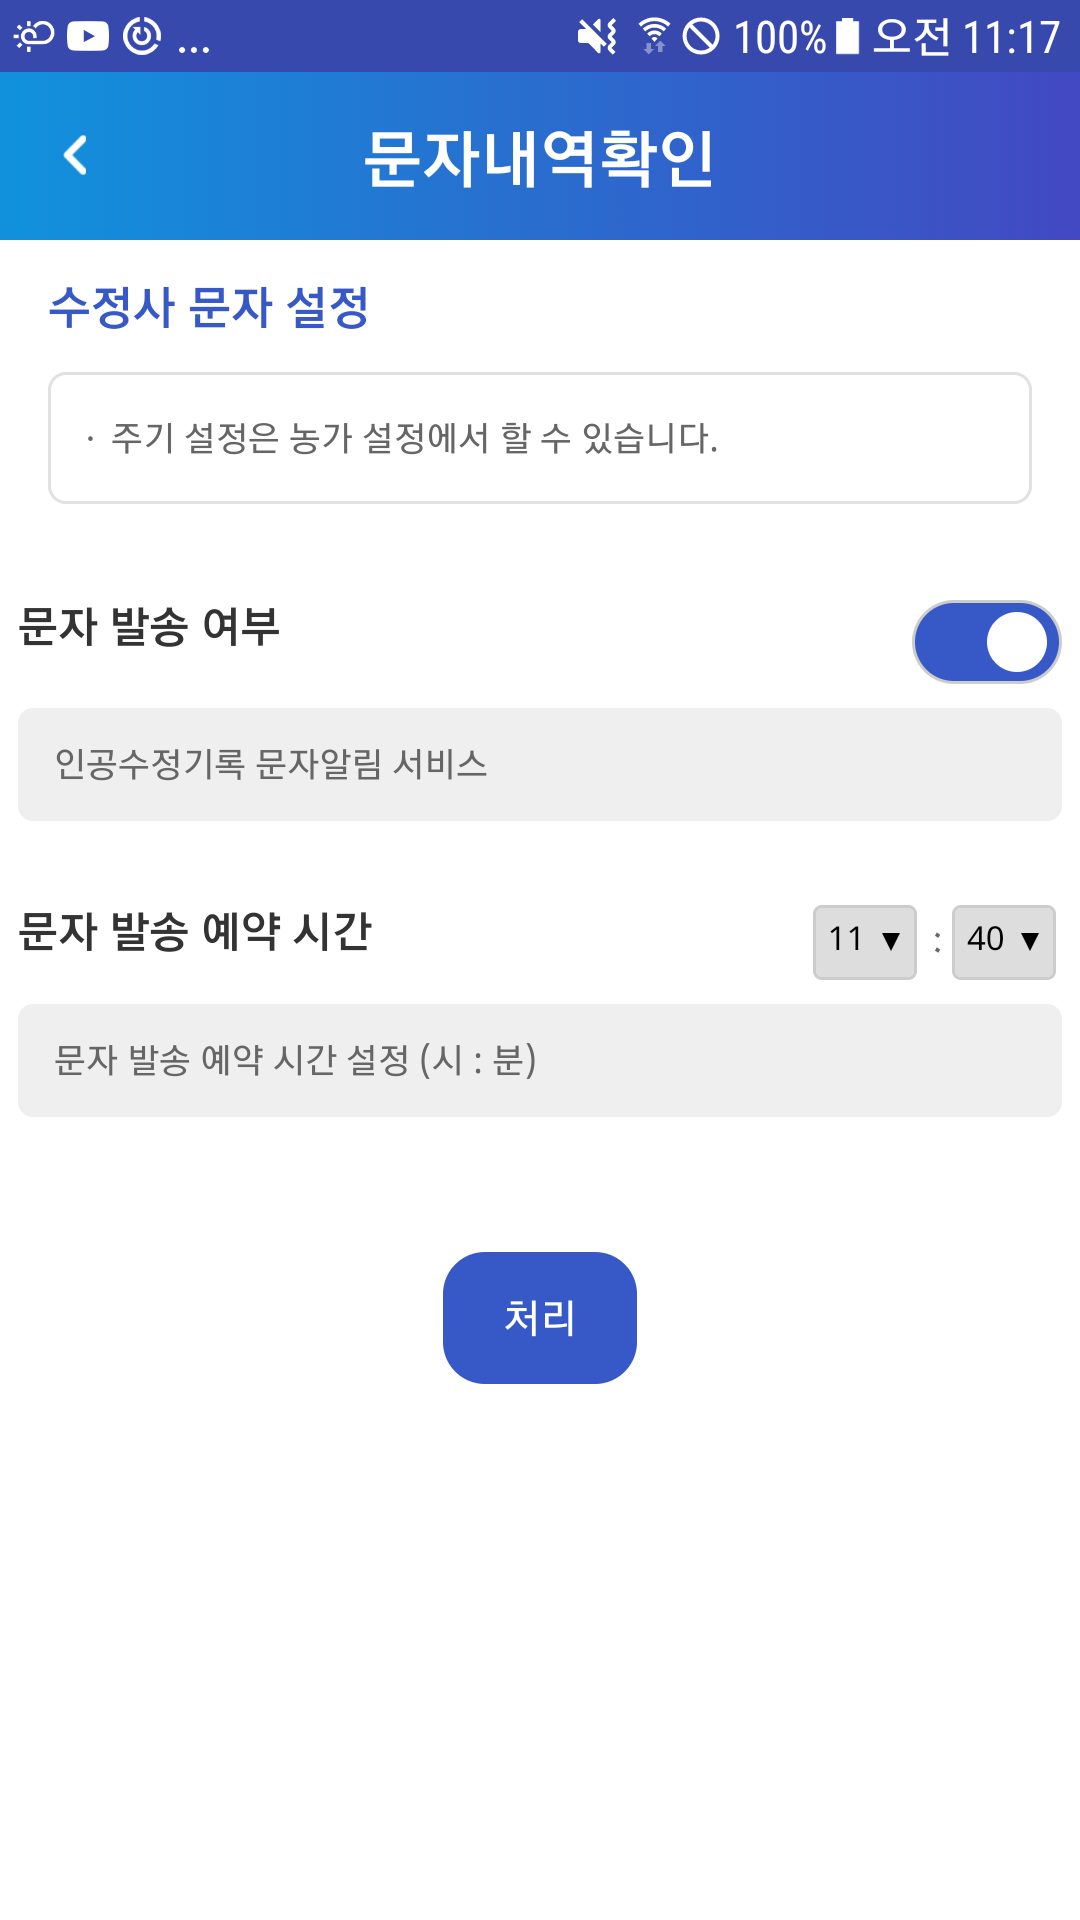 ... 100% 오전 11:17
문자내역확인
수정사 문자 설정
· 주기 설정은 농가 설정에서 할 수 있습니다.
문자 발송 여부
인공수정기록 문자알림 서비스
문자 발송 예약 시간 11 ▼ : 40 ▼
문자 발송 예약 시간 설정 (시 : 분)
처리